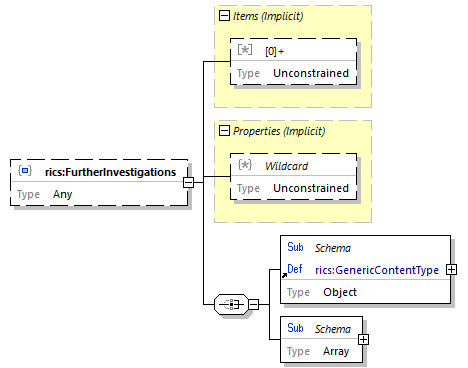 Items (Implicit)
[0]+
Type Unconstrained
Properties (Implicit)
Wildcard
Type Unconstrained
rics:FurtherInvestigations
Type Any
Sub Schema
Def rics:GenericContentType
Type Object
Sub Schema
Type Array